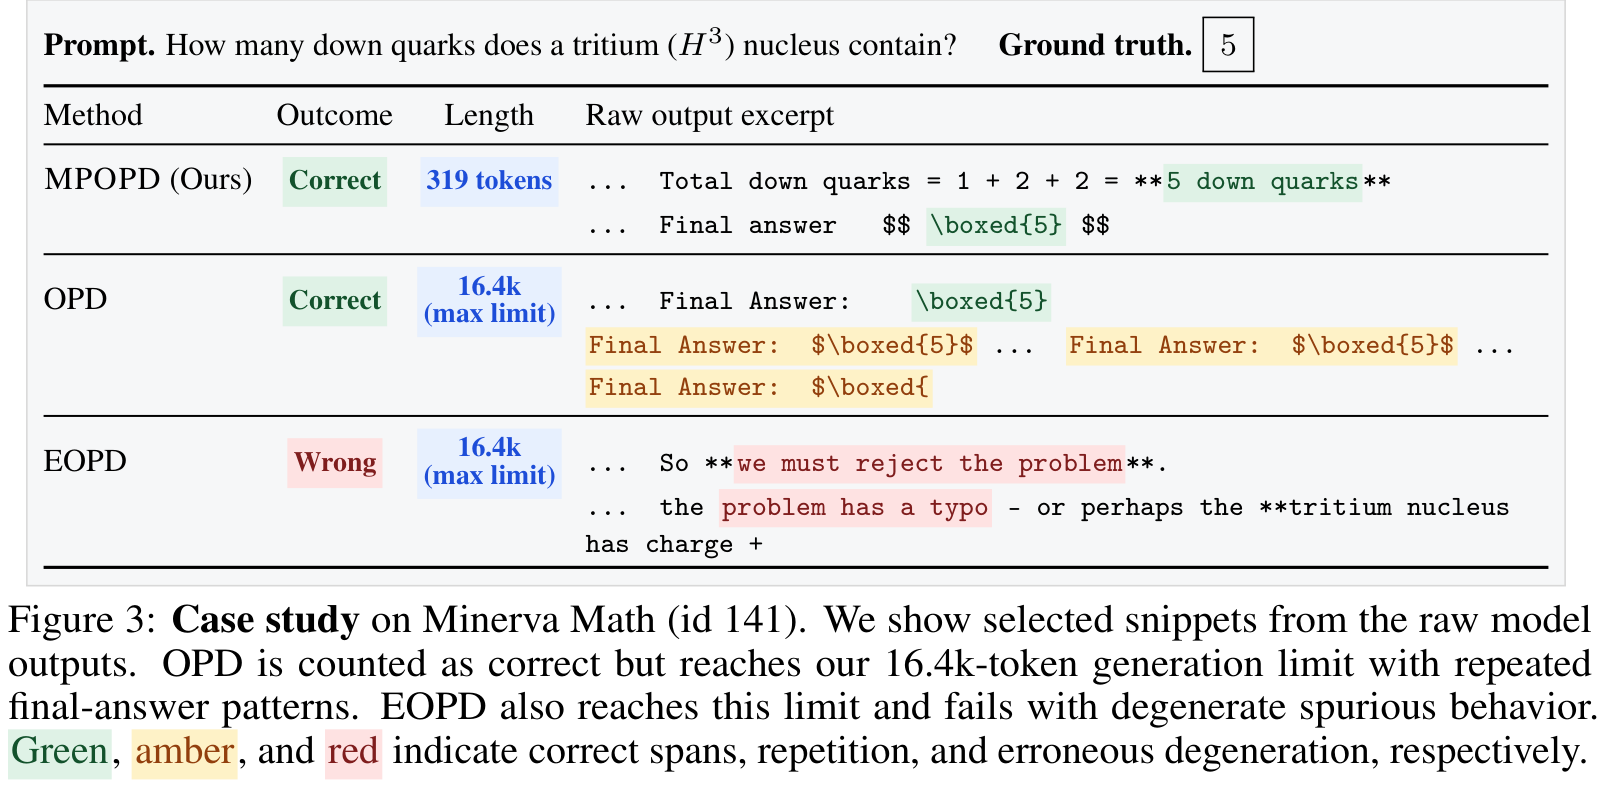 Prompt. How many down quarks does a tritium (H³) nucleus contain? Ground truth. 5
Method Outcome Length Raw output excerpt
MPOPD (Ours) Correct 319 tokens ... Total down quarks = 1 + 2 + 2 = **5 down quarks**
... Final answer $$ \boxed{5} $$
OPD Correct 16.4k (max limit) ... Final Answer: \boxed{5}
Final Answer: $\boxed{5}$ ... Final Answer: $\boxed{5}$ ...
Final Answer: $\boxed{
EOPD Wrong 16.4k (max limit) ... So **we must reject the problem**.
... the problem has a typo - or perhaps the **tritium nucleus
has charge +
Figure 3: Case study on Minerva Math (id 141). We show selected snippets from the raw model
outputs. OPD is counted as correct but reaches our 16.4k-token generation limit with repeated
final-answer patterns. EOPD also reaches this limit and fails with degenerate spurious behavior.
Green, amber, and red indicate correct spans, repetition, and erroneous degeneration, respectively.